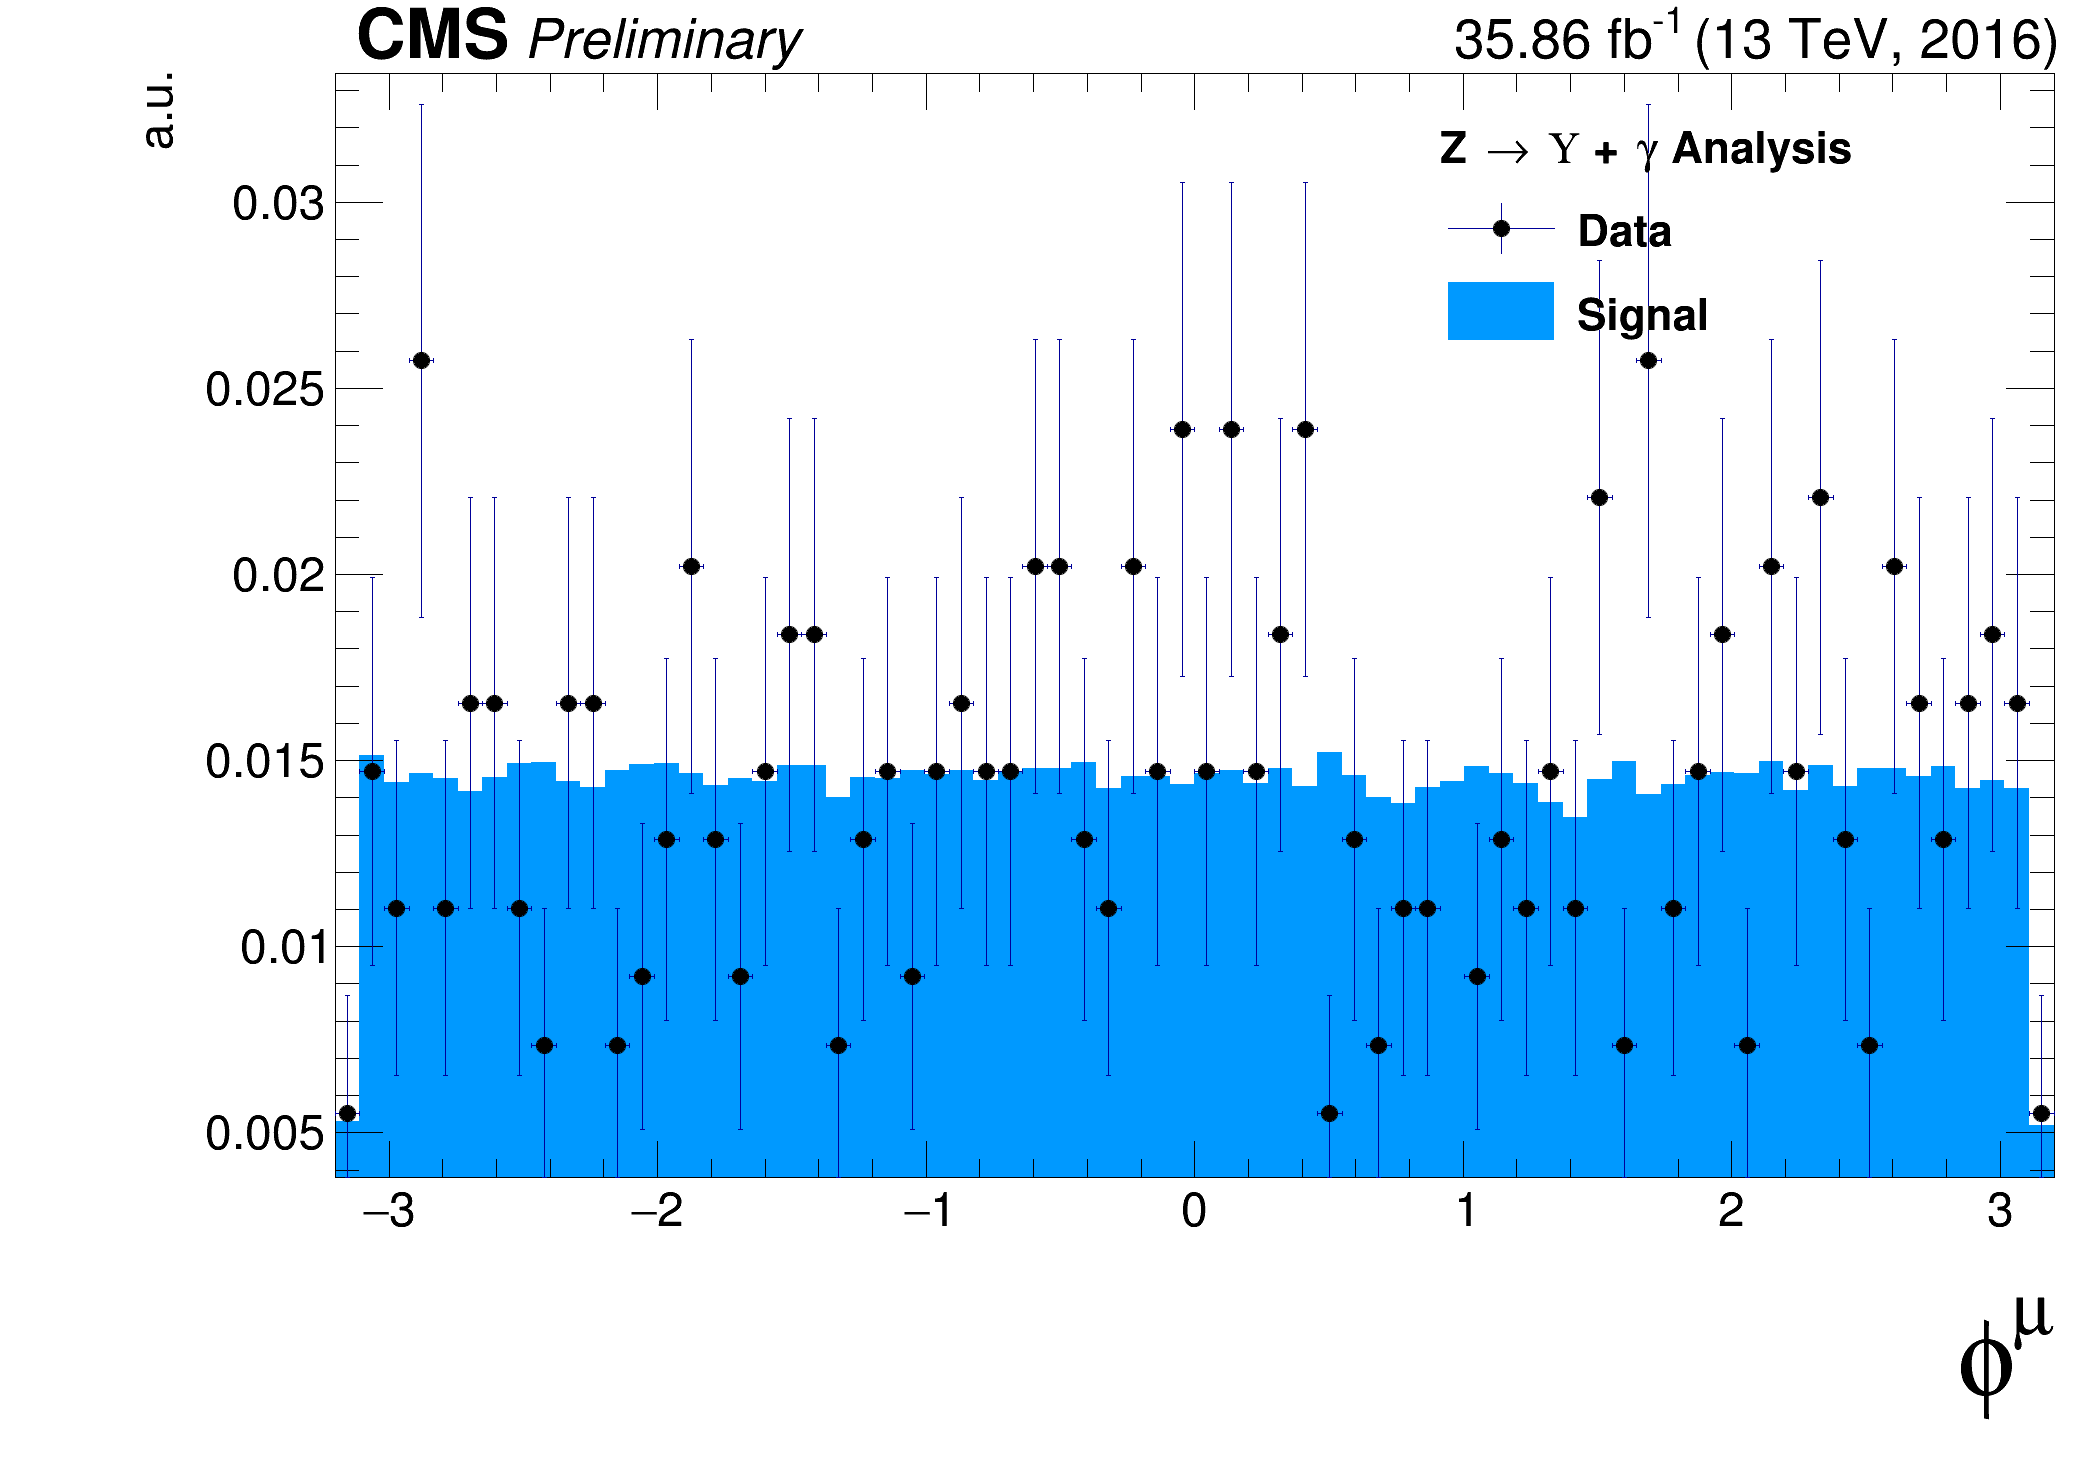 CMS Preliminary
35.86 fb⁻¹ (13 TeV, 2016)
a.u.
Z → Υ + γ Analysis
Data
Signal
0.03
0.025
0.02
0.015
0.01
0.005
−3 −2 −1 0 1 2 3
ϕ^μ